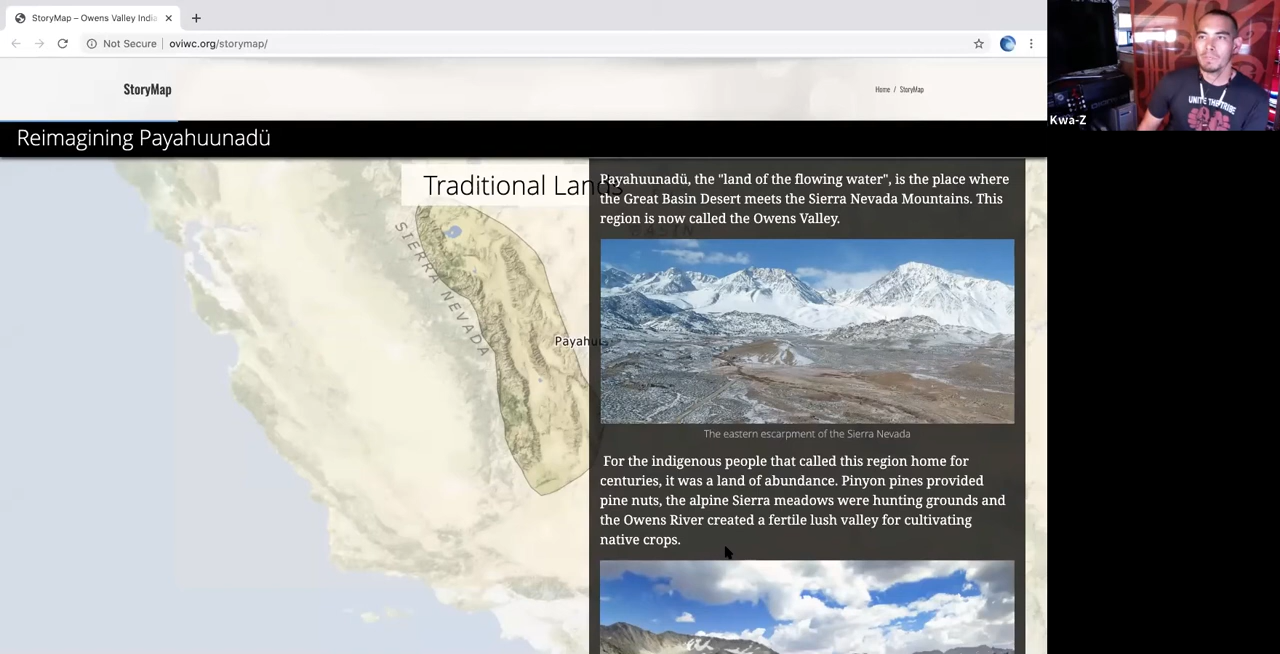 StoryMap – Owens Valley India
Not Secure
oviwc.org/storymap/
StoryMap
Home / StoryMap
Reimagining Payahuunadü
Traditional Lands
SIERRA NEVADA
BASIN
Payahuu
Payahuunadü, the "land of the flowing water", is the place where
the Great Basin Desert meets the Sierra Nevada Mountains. This
region is now called the Owens Valley.
The eastern escarpment of the Sierra Nevada
For the indigenous people that called this region home for
centuries, it was a land of abundance. Pinyon pines provided
pine nuts, the alpine Sierra meadows were hunting grounds and
the Owens River created a fertile lush valley for cultivating
native crops.
UNITE THE TRIBE
Kwa-Z